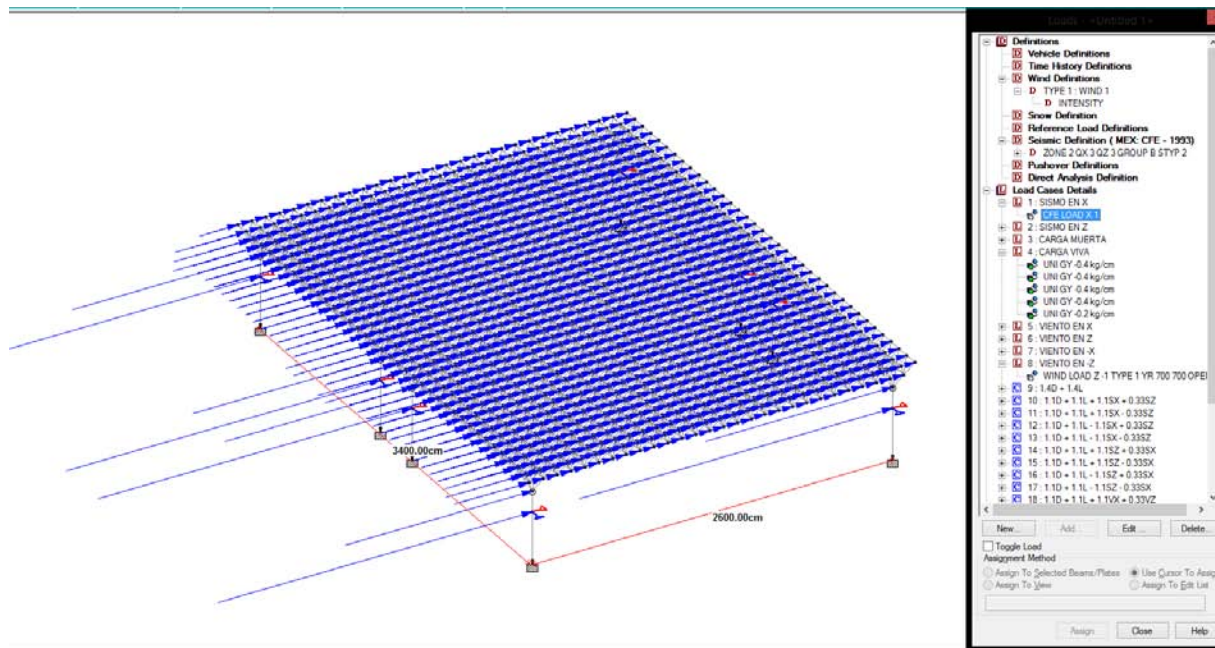 Loads - <Untitled 1>
Definitions
Vehicle Definitions
Time History Definitions
Wind Definitions
TYPE 1 : WIND 1
INTENSITY
Snow Definition
Reference Load Definitions
Seismic Definition ( MEX: CFE - 1993)
ZONE 2 QX 3 QZ 3 GROUP B STYP 2
Pushover Definitions
Direct Analysis Definition
Load Cases Details
1 : SISMO EN X
CFE LOAD X 1
2 : SISMO EN Z
3 : CARGA MUERTA
4 : CARGA VIVA
UNI GY -0.4 kg/cm
UNI GY -0.4 kg/cm
UNI GY -0.4 kg/cm
UNI GY -0.4 kg/cm
UNI GY -0.2 kg/cm
5 : VIENTO EN X
6 : VIENTO EN Z
7 : VIENTO EN -X
8 : VIENTO EN -Z
WIND LOAD Z -1 TYPE 1 YR 700 700 OPEI
9 : 1.4D + 1.4L
10 : 1.1D + 1.1L + 1.1SX + 0.33SZ
11 : 1.1D + 1.1L + 1.1SX - 0.33SZ
12 : 1.1D + 1.1L - 1.1SX + 0.33SZ
13 : 1.1D + 1.1L - 1.1SX - 0.33SZ
14 : 1.1D + 1.1L + 1.1SZ + 0.33SX
15 : 1.1D + 1.1L + 1.1SZ - 0.33SX
16 : 1.1D + 1.1L - 1.1SZ + 0.33SX
17 : 1.1D + 1.1L - 1.1SZ - 0.33SX
18 : 1.1D + 1.1L + 1.1VX + 0.33VZ
New...
Add...
Edit ...
Delete...
Toggle Load
Assignment Method
Assign To Selected Beams/Plates
Use Cursor To Assig
Assign To View
Assign To Edit List
Assign
Close
Help
3400.00cm
2600.00cm